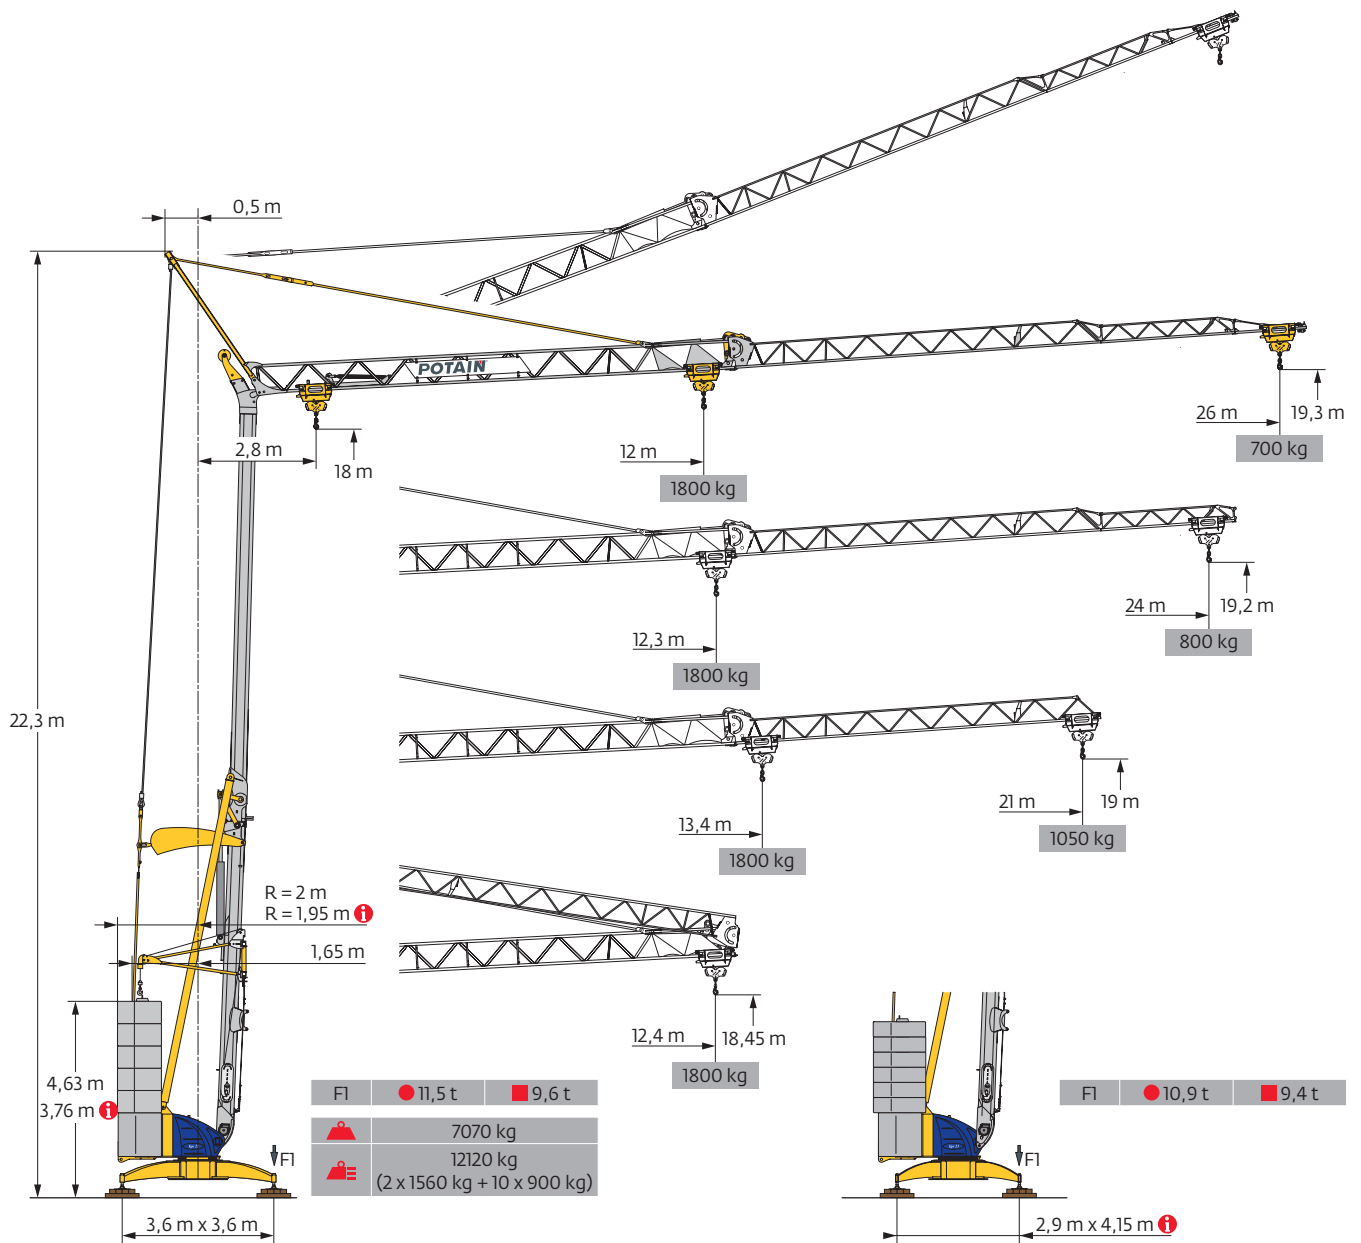 0,5 m
POTAIN
2,8 m
18 m
12 m
1800 kg
26 m
19,3 m
700 kg
24 m
19,2 m
800 kg
12,3 m
1800 kg
22,3 m
21 m
19 m
1050 kg
13,4 m
1800 kg
R = 2 m
R = 1,95 m i
1,65 m
12,4 m
18,45 m
1800 kg
4,63 m
3,76 m i
F1 11,5 t 9,6 t
7070 kg
12120 kg
(2 x 1560 kg + 10 x 900 kg)
F1
3,6 m x 3,6 m
F1 10,9 t 9,4 t
F1
2,9 m x 4,15 m i